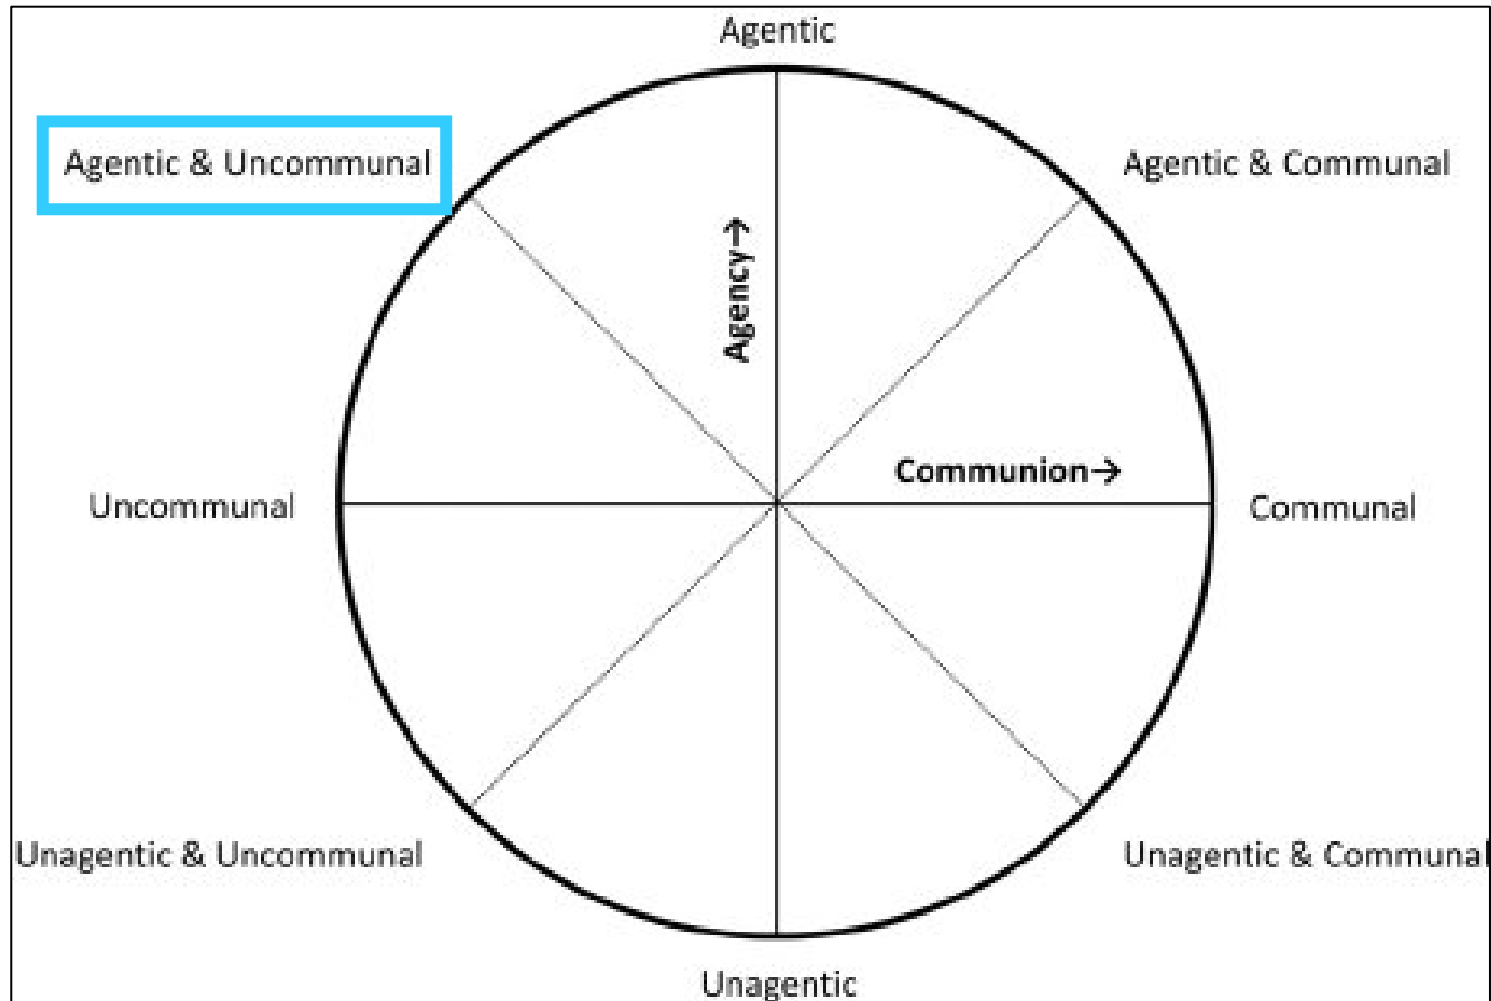 Agentic
Agentic & Uncommunal
Agentic & Communal
Agency→
Communion→
Uncommunal
Communal
Unagentic & Uncommunal
Unagentic & Communal
Unagentic